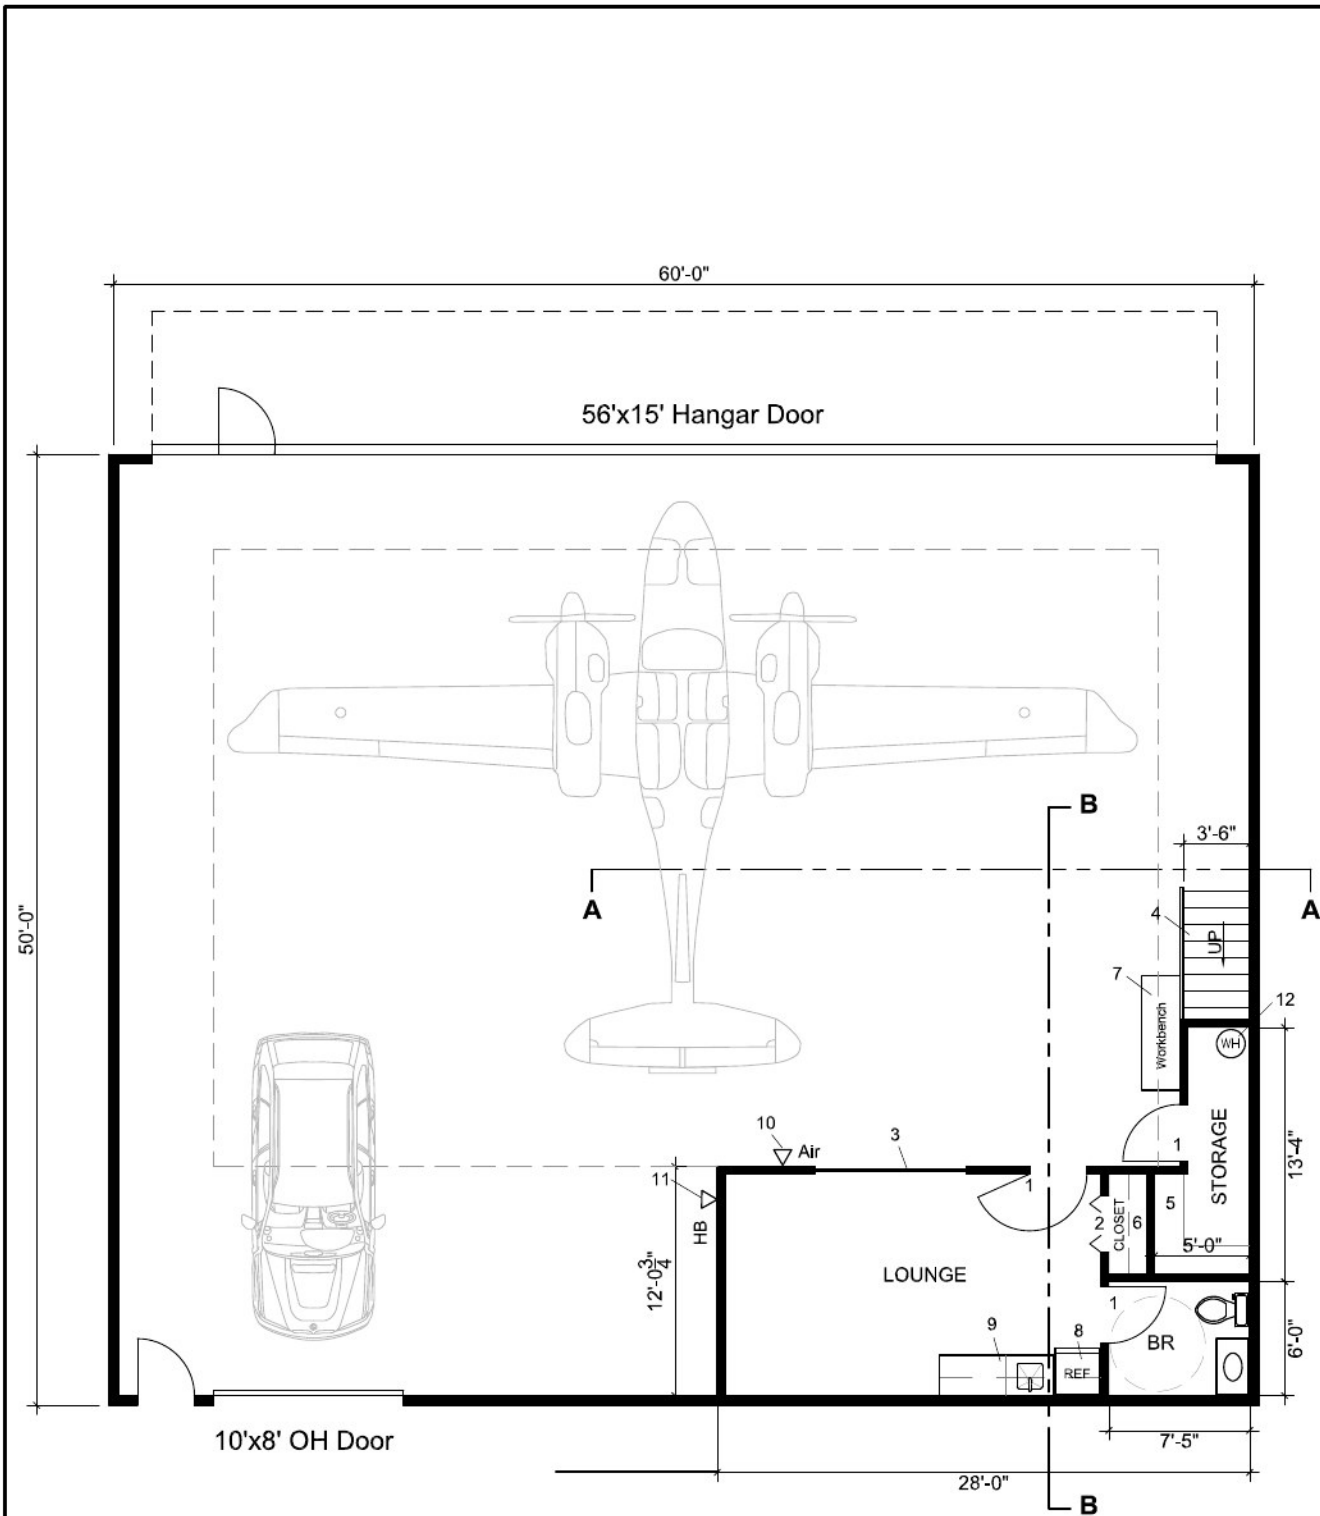 60'-0"
56'x15' Hangar Door
50'-0"
B
3'-6"
A
A
4
UP
7
12
Workbench
WH
10
Air
3
1
STORAGE
13'-4"
11
HB
1
2
CLOSET
6
5
5'-0"
12'-0 3/4"
LOUNGE
1
9
8
REF
BR
6'-0"
10'x8' OH Door
7'-5"
28'-0"
B